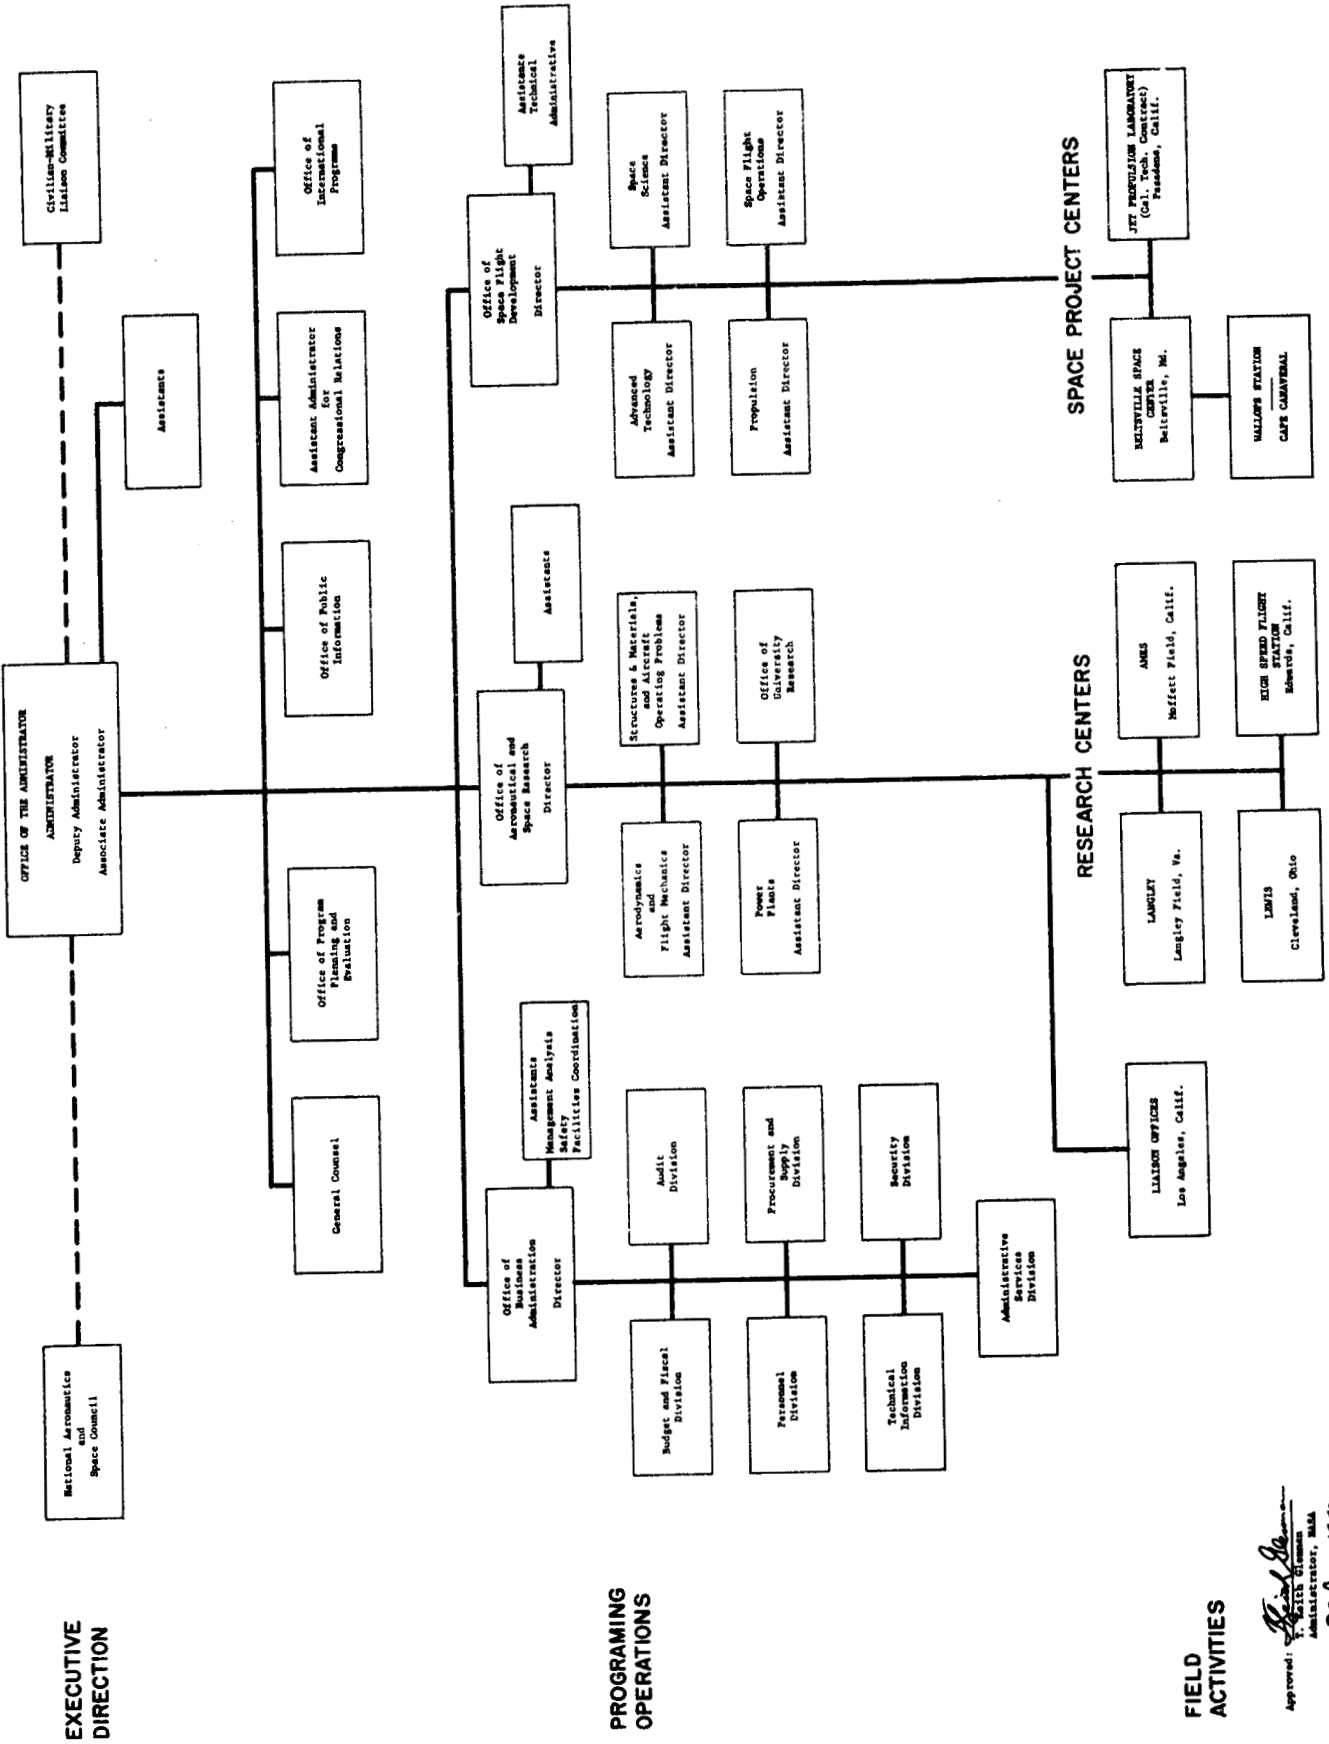 EXECUTIVE
DIRECTION
National Aeronautics
and
Space Council
OFFICE OF THE ADMINISTRATOR
ADMINISTRATOR
Deputy Administrator
Associate Administrator
Civilian-Military
Liaison Committee
Assistants
General Counsel
Office of Program
Planning and
Evaluation
Office of Public
Information
Assistant Administrator
for
Congressional Relations
Office of
International
Programs
PROGRAMING
OPERATIONS
Office of
Business
Administration
Director
Assistants
Management Analysis
Safety
Facilities Coordination
Office of
Aeronautical and
Space Research
Director
Assistants
Office of
Space Flight
Development
Director
Assistants
Technical
Administrative
Budget and Fiscal
Division
Audit
Division
Personnel
Division
Procurement and
Supply
Division
Technical
Information
Division
Security
Division
Administrative
Services
Division
Aerodynamics
and
Flight Mechanics
Assistant Director
Structures & Materials,
and Aircraft
Operating Problems
Assistant Director
Power
Plants
Assistant Director
Office of
University
Research
Advanced
Technology
Assistant Director
Space
Science
Assistant Director
Propulsion
Assistant Director
Space Flight
Operations
Assistant Director
FIELD
ACTIVITIES
LIAISON OFFICES
Los Angeles, Calif.
RESEARCH CENTERS
LANGLEY
Langley Field, Va.
AMES
Moffett Field, Calif.
LEWIS
Cleveland, Ohio
HIGH SPEED FLIGHT
STATION
Edwards, Calif.
SPACE PROJECT CENTERS
BELTSVILLE SPACE
CENTER
Beltsville, Md.
JET PROPULSION LABORATORY
(Cal. Tech. Contract)
Pasadena, Calif.
WALLOPS STATION
CAPE CANAVERAL
Approved:
T. Keith Glennan
Administrator, NASA